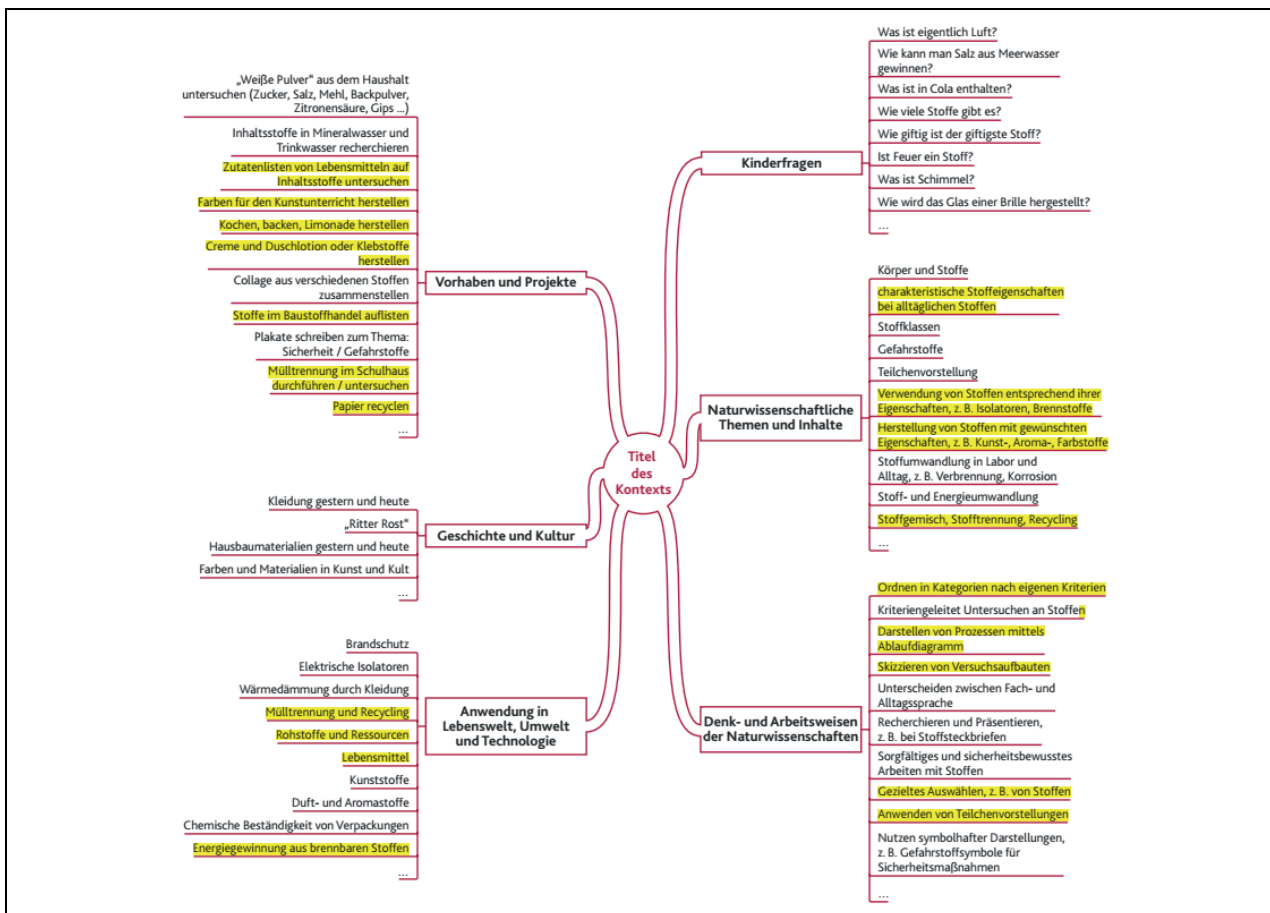 „Weiße Pulver“ aus dem Haushalt
untersuchen (Zucker, Salz, Mehl, Backpulver,
Zitronensäure, Gips ...)
Inhaltsstoffe in Mineralwasser und
Trinkwasser recherchieren
Zutatenlisten von Lebensmitteln auf
Inhaltsstoffe untersuchen
Farben für den Kunstunterricht herstellen
Kochen, backen, Limonade herstellen
Creme und Duschlotion oder Klebstoffe
herstellen
Collage aus verschiedenen Stoffen
zusammenstellen
Stoffe im Baustoffhandel auflisten
Plakate schreiben zum Thema:
Sicherheit / Gefahrstoffe
Mülltrennung im Schulhaus
durchführen / untersuchen
Papier recyclen
...
Vorhaben und Projekte
Kleidung gestern und heute
„Ritter Rost“
Hausbaumaterialien gestern und heute
Farben und Materialien in Kunst und Kult
...
Geschichte und Kultur
Brandschutz
Elektrische Isolatoren
Wärmedämmung durch Kleidung
Mülltrennung und Recycling
Rohstoffe und Ressourcen
Lebensmittel
Kunststoffe
Duft- und Aromastoffe
Chemische Beständigkeit von Verpackungen
Energiegewinnung aus brennbaren Stoffen
...
Anwendung in
Lebenswelt, Umwelt
und Technologie
Titel
des
Kontexts
Kinderfragen
Was ist eigentlich Luft?
Wie kann man Salz aus Meerwasser
gewinnen?
Was ist in Cola enthalten?
Wie viele Stoffe gibt es?
Wie giftig ist der giftigste Stoff?
Ist Feuer ein Stoff?
Was ist Schimmel?
Wie wird das Glas einer Brille hergestellt?
...
Naturwissenschaftliche
Themen und Inhalte
Körper und Stoffe
charakteristische Stoffeigenschaften
bei alltäglichen Stoffen
Stoffklassen
Gefahrstoffe
Teilchenvorstellung
Verwendung von Stoffen entsprechend ihrer
Eigenschaften, z. B. Isolatoren, Brennstoffe
Herstellung von Stoffen mit gewünschten
Eigenschaften, z. B. Kunst-, Aroma-, Farbstoffe
Stoffumwandlung in Labor und
Alltag, z. B. Verbrennung, Korrosion
Stoff- und Energieumwandlung
Stoffgemisch, Stofftrennung, Recycling
...
Denk- und Arbeitsweisen
der Naturwissenschaften
Ordnen in Kategorien nach eigenen Kriterien
Kriteriengeleitet Untersuchen an Stoffen
Darstellen von Prozessen mittels
Ablaufdiagramm
Skizzieren von Versuchsaufbauten
Unterscheiden zwischen Fach- und
Alltagssprache
Recherchieren und Präsentieren,
z. B. bei Stoffsteckbriefen
Sorgfältiges und sicherheitsbewusstes
Arbeiten mit Stoffen
Gezieltes Auswählen, z. B. von Stoffen
Anwenden von Teilchenvorstellungen
Nutzen symbolhafter Darstellungen,
z. B. Gefahrstoffsymbole für
Sicherheitsmaßnahmen
...